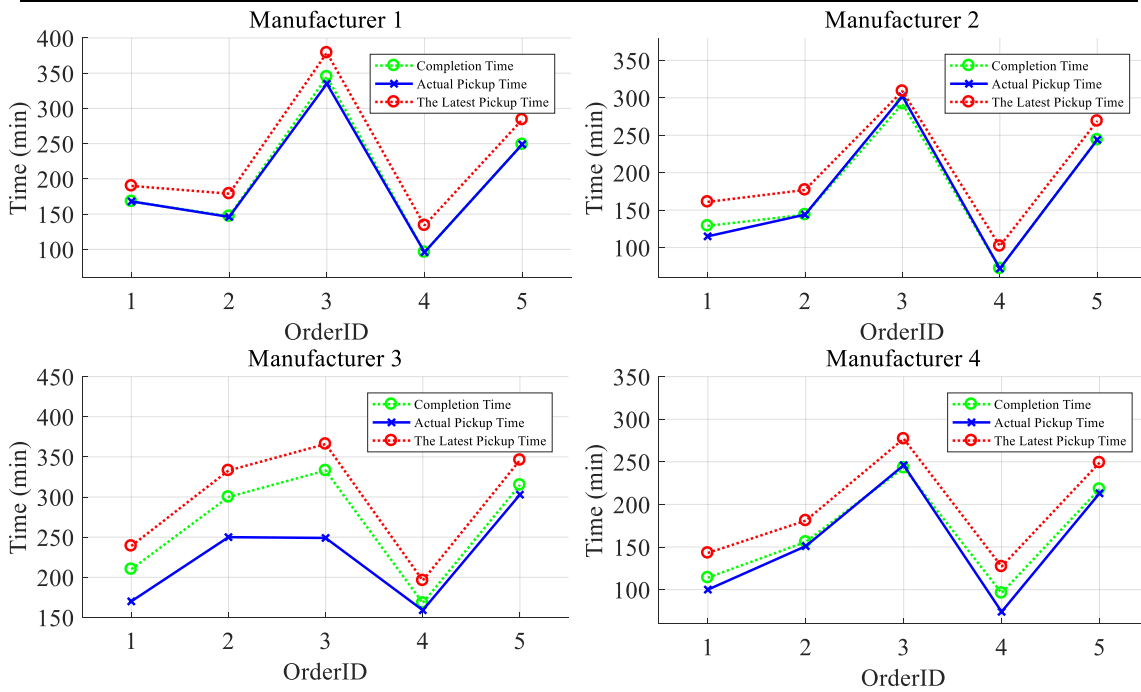 Manufacturer 1
400
350
300
250
200
150
100
Time (min)
Completion Time
Actual Pickup Time
The Latest Pickup Time
1 2 3 4 5
OrderID
Manufacturer 2
350
300
250
200
150
100
Time (min)
Completion Time
Actual Pickup Time
The Latest Pickup Time
1 2 3 4 5
OrderID
Manufacturer 3
450
400
350
300
250
200
150
Time (min)
Completion Time
Actual Pickup Time
The Latest Pickup Time
1 2 3 4 5
OrderID
Manufacturer 4
350
300
250
200
150
100
Time (min)
Completion Time
Actual Pickup Time
The Latest Pickup Time
1 2 3 4 5
OrderID